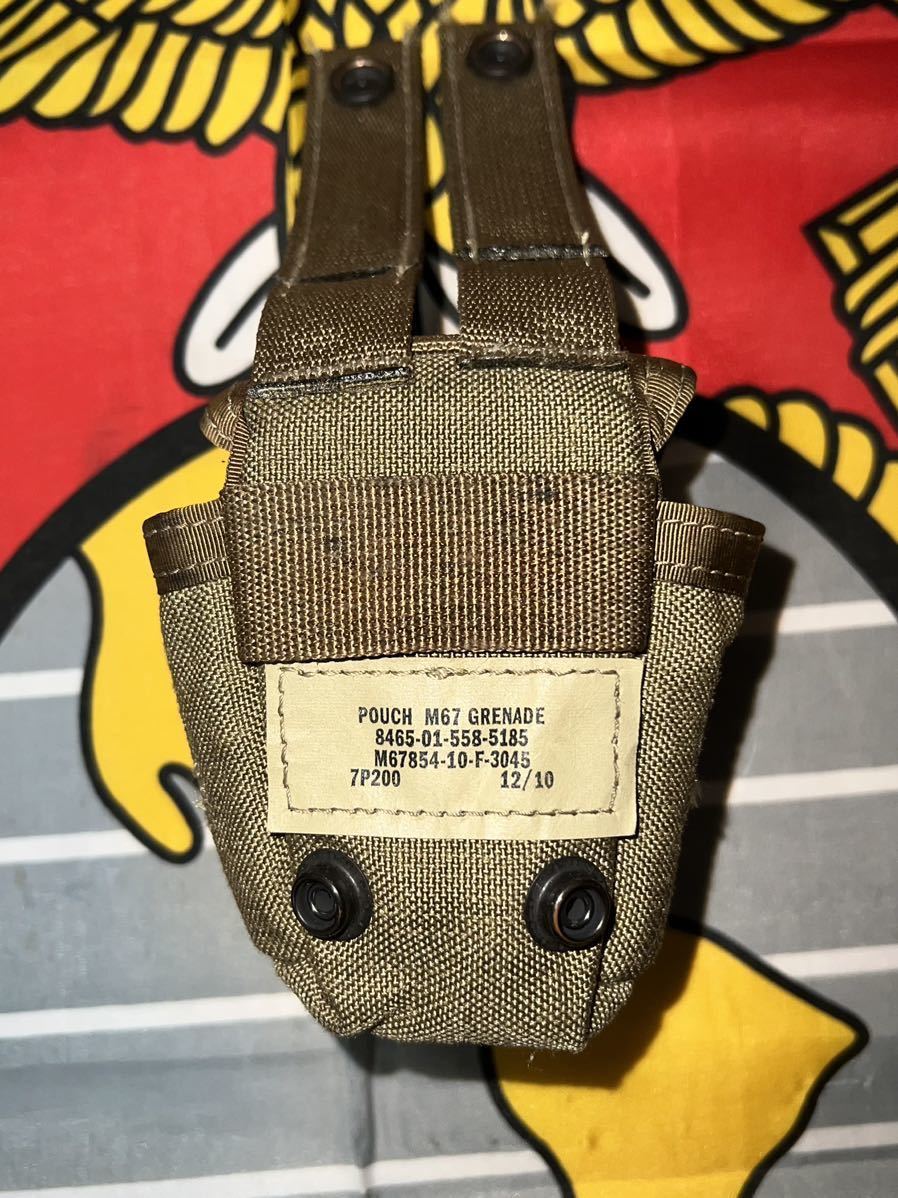 POUCH M67 GRENADE
8465-01-558-5185
M67854-10-F-3045
7P200 12/10